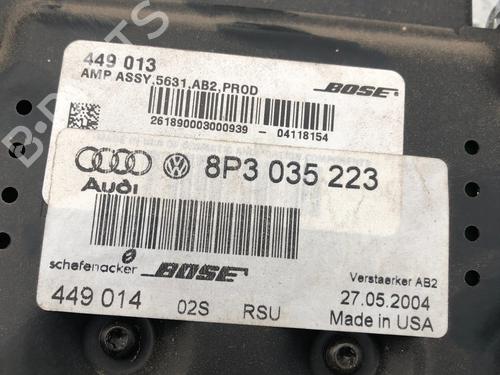 449 013
AMP ASSY,5631,AB2,PROD
BOSE
261890003000939 - 04118154
Audi
8P3 035 223
schefenacker
BOSE
Verstaerker AB2
449 014
02S
RSU
27.05.2004
Made in USA